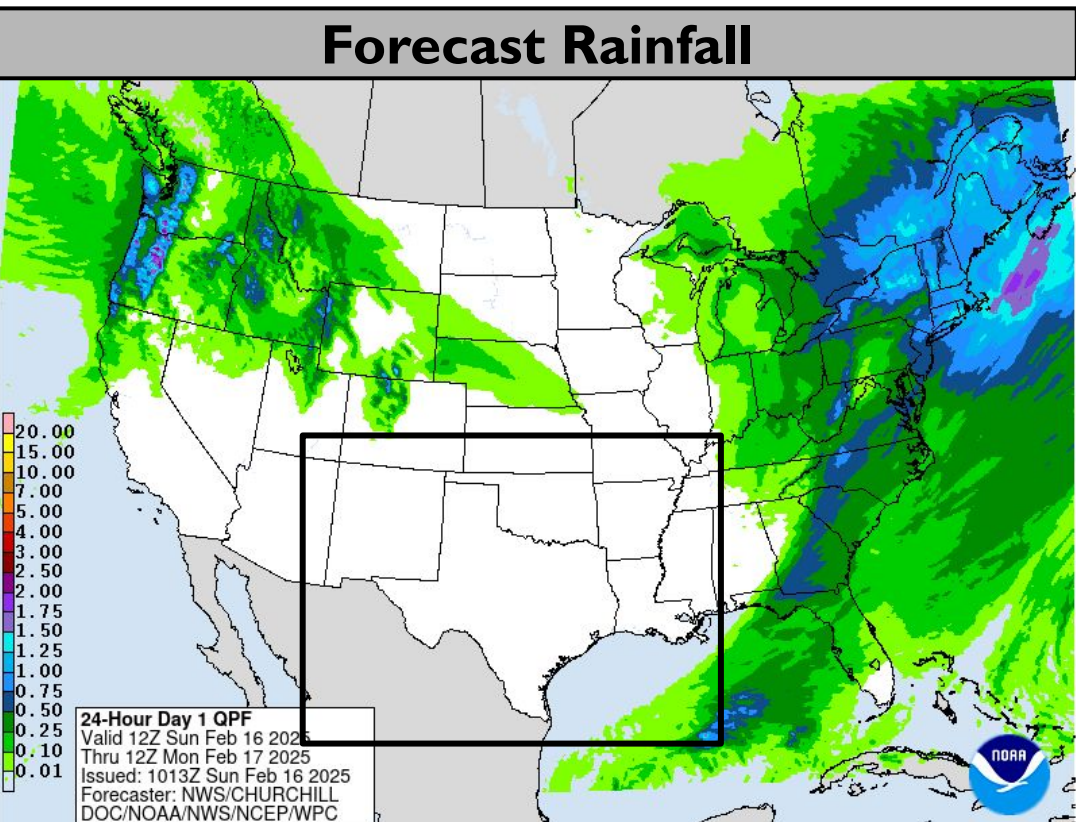 Forecast Rainfall
20.00
15.00
10.00
7.00
5.00
4.00
3.00
2.50
2.00
1.75
1.50
1.25
1.00
0.75
0.50
0.25
0.10
0.01
24-Hour Day 1 QPF
Valid 12Z Sun Feb 16 2025
Thru 12Z Mon Feb 17 2025
Issued: 1013Z Sun Feb 16 2025
Forecaster: NWS/CHURCHILL
DOC/NOAA/NWS/NCEP/WPC
NOAA